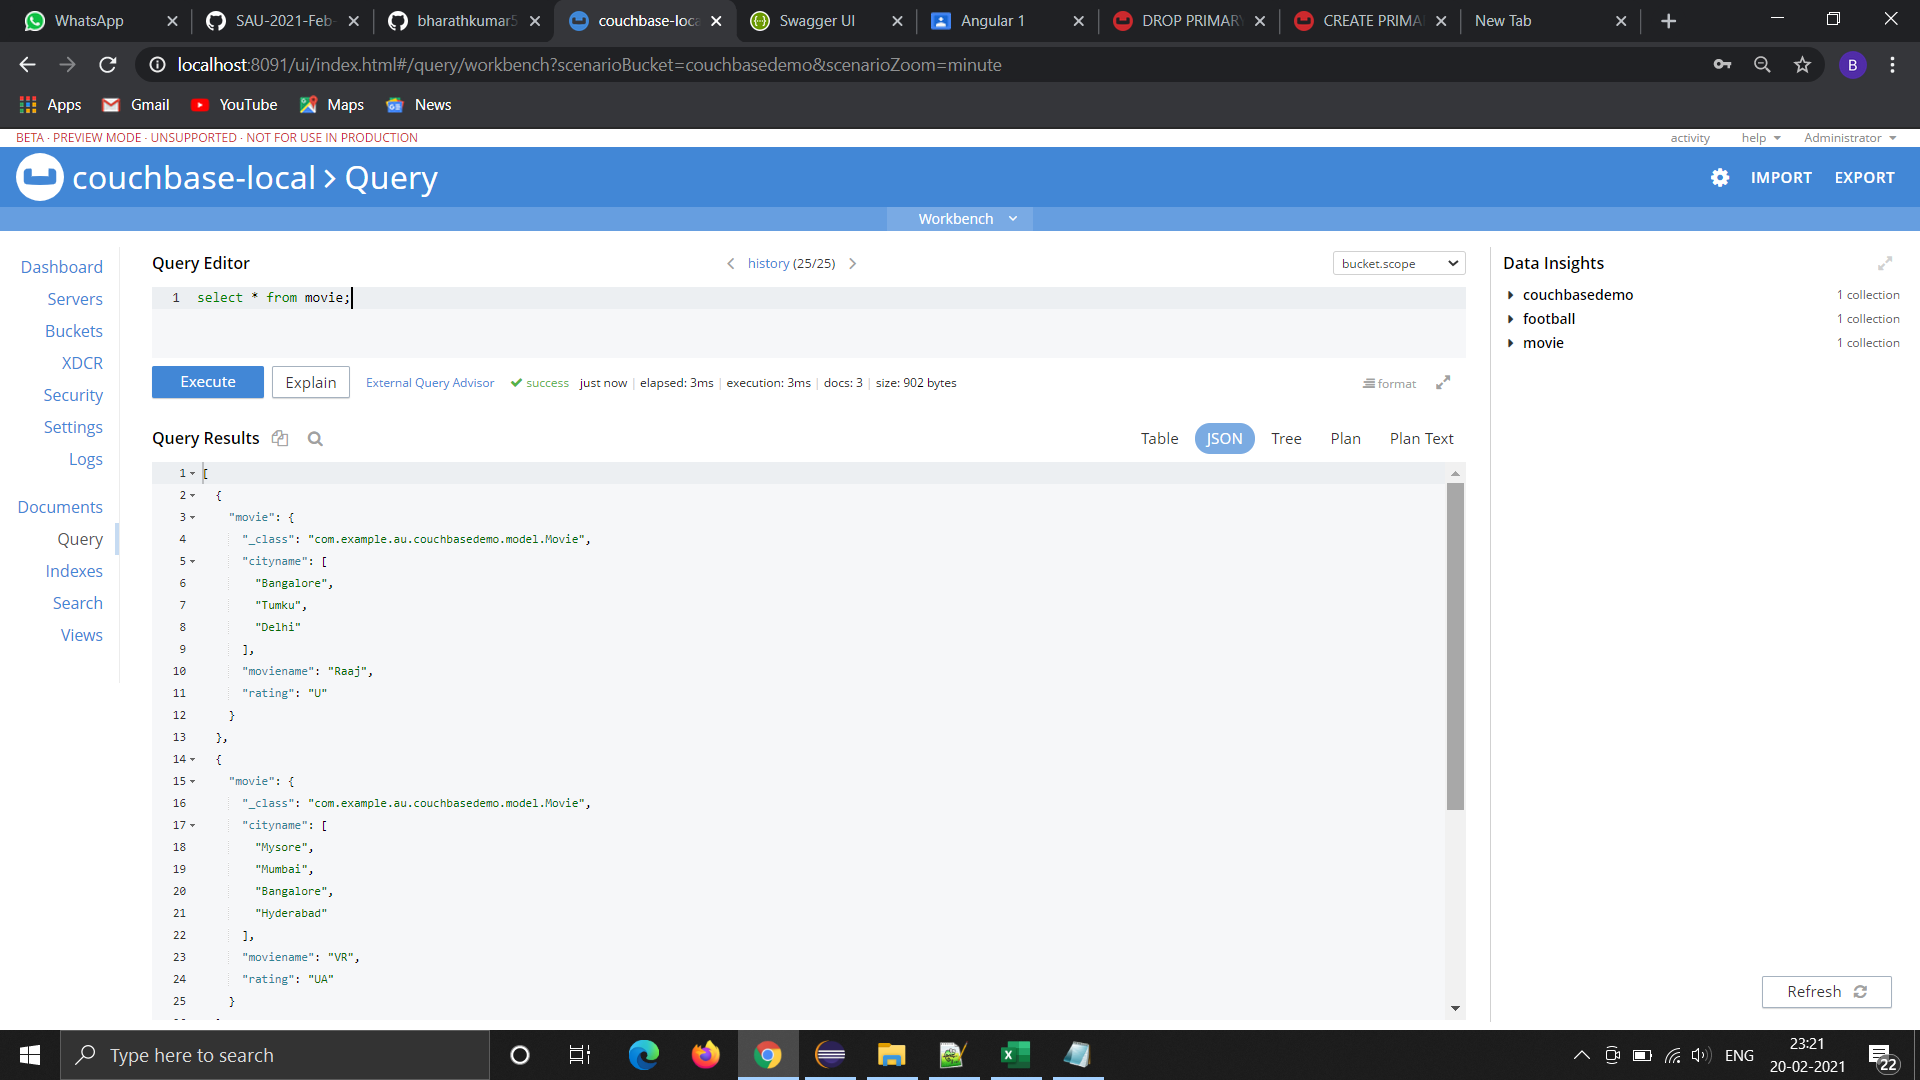 WhatsApp
SAU-2021-Feb-
bharathkumar5
couchbase-loca
Swagger UI
Angular 1
DROP PRIMARY
CREATE PRIMA
New Tab
localhost:8091/ui/index.html#/query/workbench?scenarioBucket=couchbasedemo&scenarioZoom=minute
B
Apps
Gmail
YouTube
Maps
News
BETA · PREVIEW MODE · UNSUPPORTED · NOT FOR USE IN PRODUCTION
activity
help
Administrator
couchbase-local > Query
IMPORT
EXPORT
Workbench
Dashboard
Servers
Buckets
XDCR
Security
Settings
Logs
Documents
Query
Indexes
Search
Views
Query Editor
history (25/25)
bucket.scope
1 select * from movie;
Execute
Explain
External Query Advisor
success just now | elapsed: 3ms | execution: 3ms | docs: 3 | size: 902 bytes
format
Query Results
Table
JSON
Tree
Plan
Plan Text
1 [
2 {
3 "movie": {
4 "_class": "com.example.au.couchbasedemo.model.Movie",
5 "cityname": [
6 "Bangalore",
7 "Tumku",
8 "Delhi"
9 ],
10 "moviename": "Raaj",
11 "rating": "U"
12 }
13 },
14 {
15 "movie": {
16 "_class": "com.example.au.couchbasedemo.model.Movie",
17 "cityname": [
18 "Mysore",
19 "Mumbai",
20 "Bangalore",
21 "Hyderabad"
22 ],
23 "moviename": "VR",
24 "rating": "UA"
25 }
Data Insights
couchbasedemo 1 collection
football 1 collection
movie 1 collection
Refresh
Type here to search
ENG
23:21
20-02-2021
22